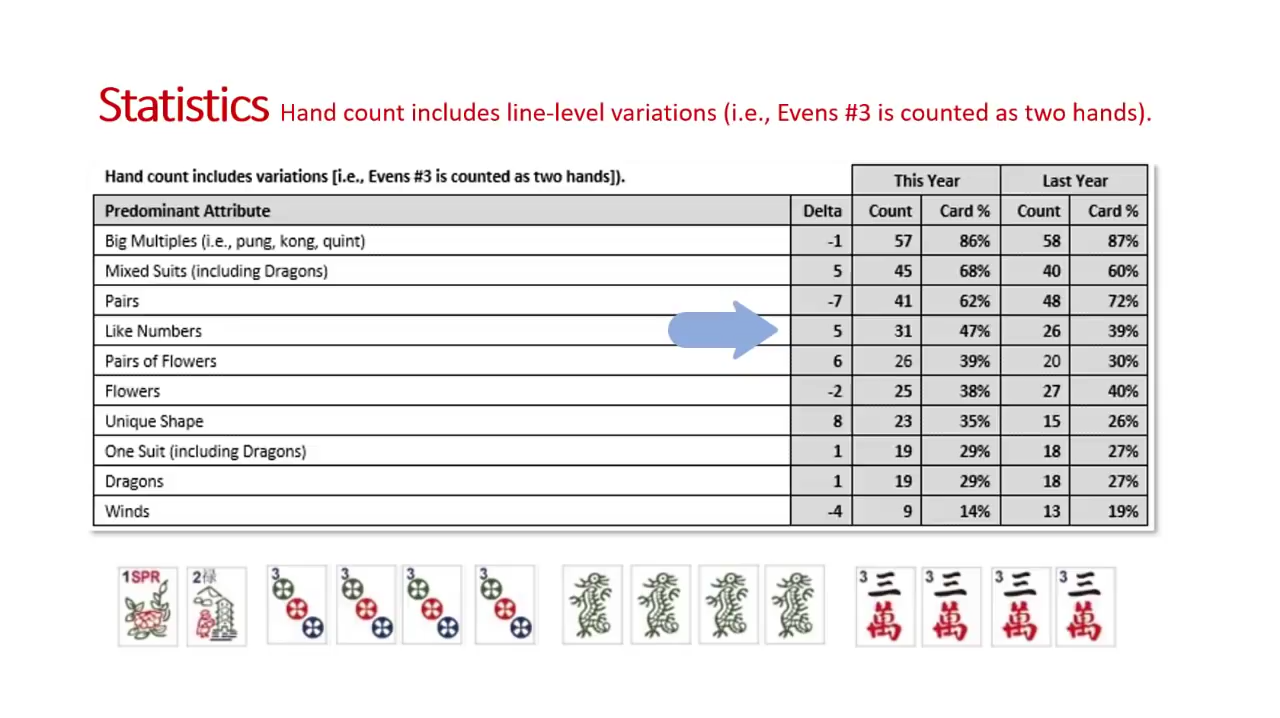 Statistics Hand count includes line-level variations (i.e., Evens #3 is counted as two hands).
Hand count includes variations [i.e., Evens #3 is counted as two hands]).
This Year Last Year
Predominant Attribute Delta Count Card % Count Card %
Big Multiples (i.e., pung, kong, quint) -1 57 86% 58 87%
Mixed Suits (including Dragons) 5 45 68% 40 60%
Pairs -7 41 62% 48 72%
Like Numbers 5 31 47% 26 39%
Pairs of Flowers 6 26 39% 20 30%
Flowers -2 25 38% 27 40%
Unique Shape 8 23 35% 15 26%
One Suit (including Dragons) 1 19 29% 18 27%
Dragons 1 19 29% 18 27%
Winds -4 9 14% 13 19%
1SPR 2禄 3 3 3 3 3三 3三 3三 3三
萬 萬 萬 萬